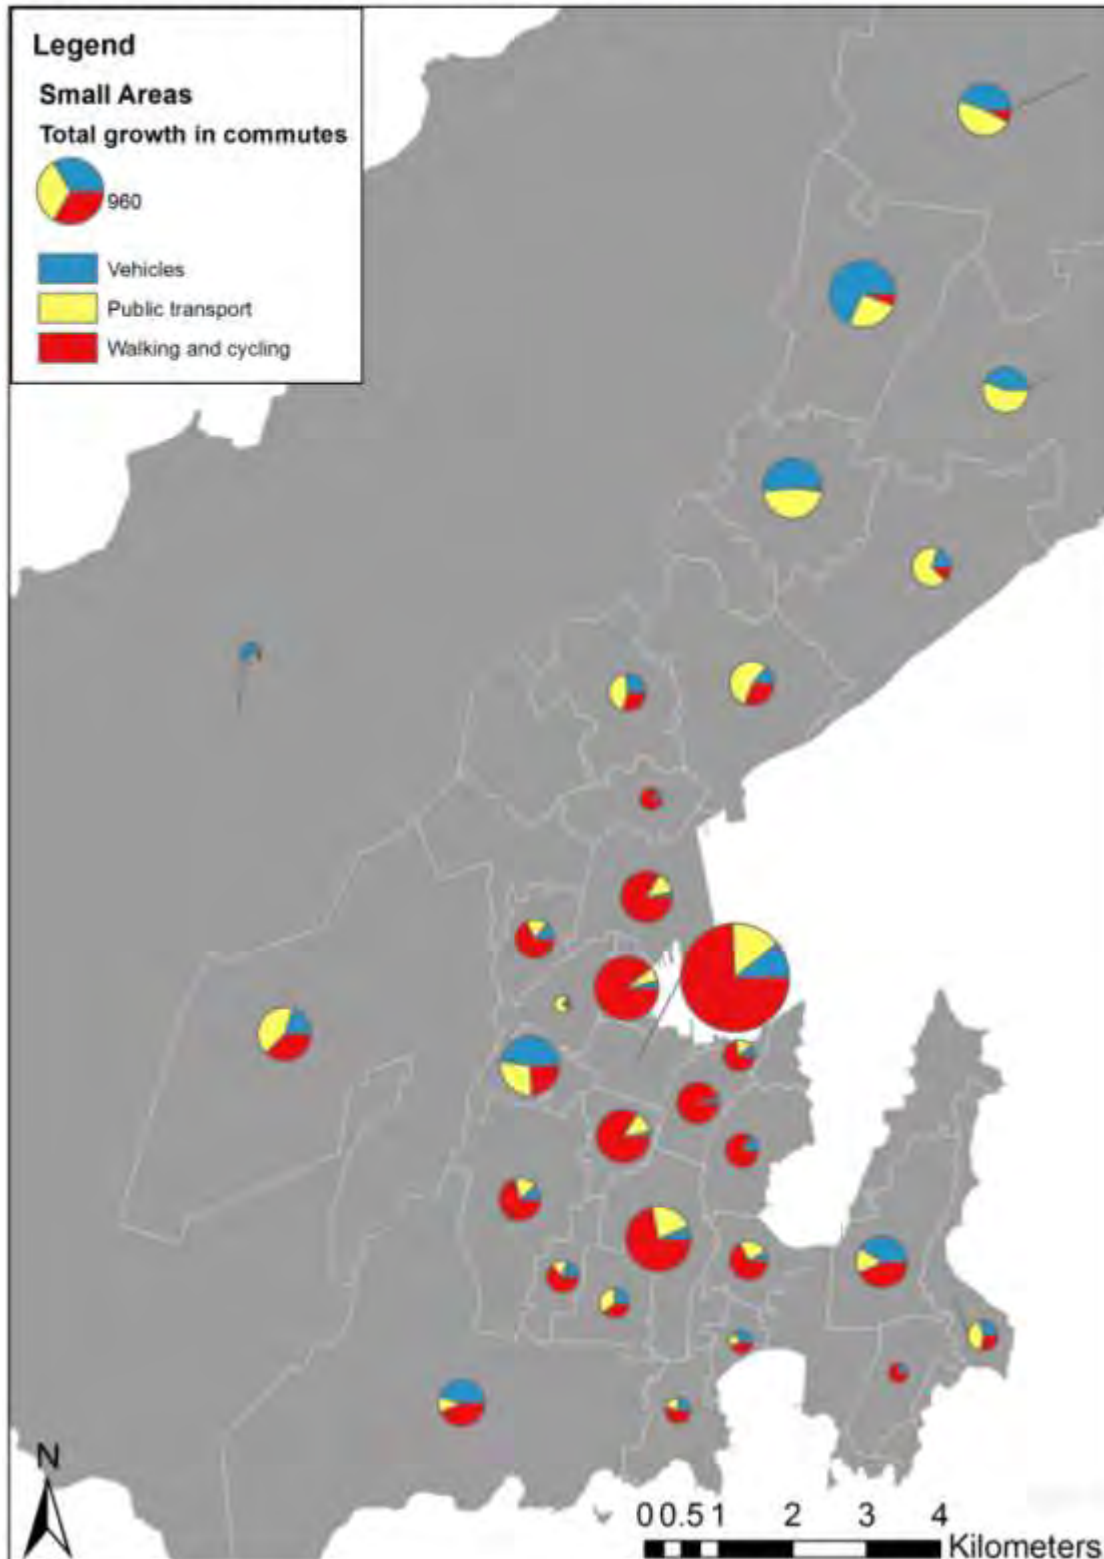 Legend
Small Areas
Total growth in commutes
960
Vehicles
Public transport
Walking and cycling
N
0 0.5 1 2 3 4
Kilometers